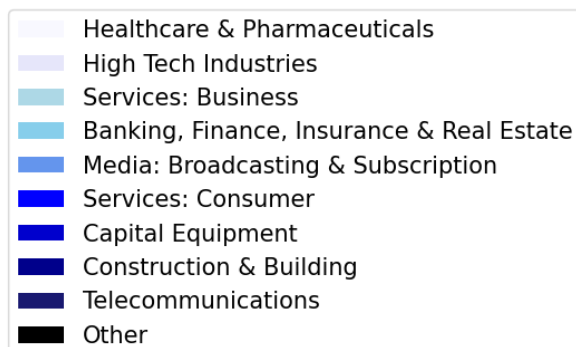 Healthcare & Pharmaceuticals
High Tech Industries
Services: Business
Banking, Finance, Insurance & Real Estate
Media: Broadcasting & Subscription
Services: Consumer
Capital Equipment
Construction & Building
Telecommunications
Other